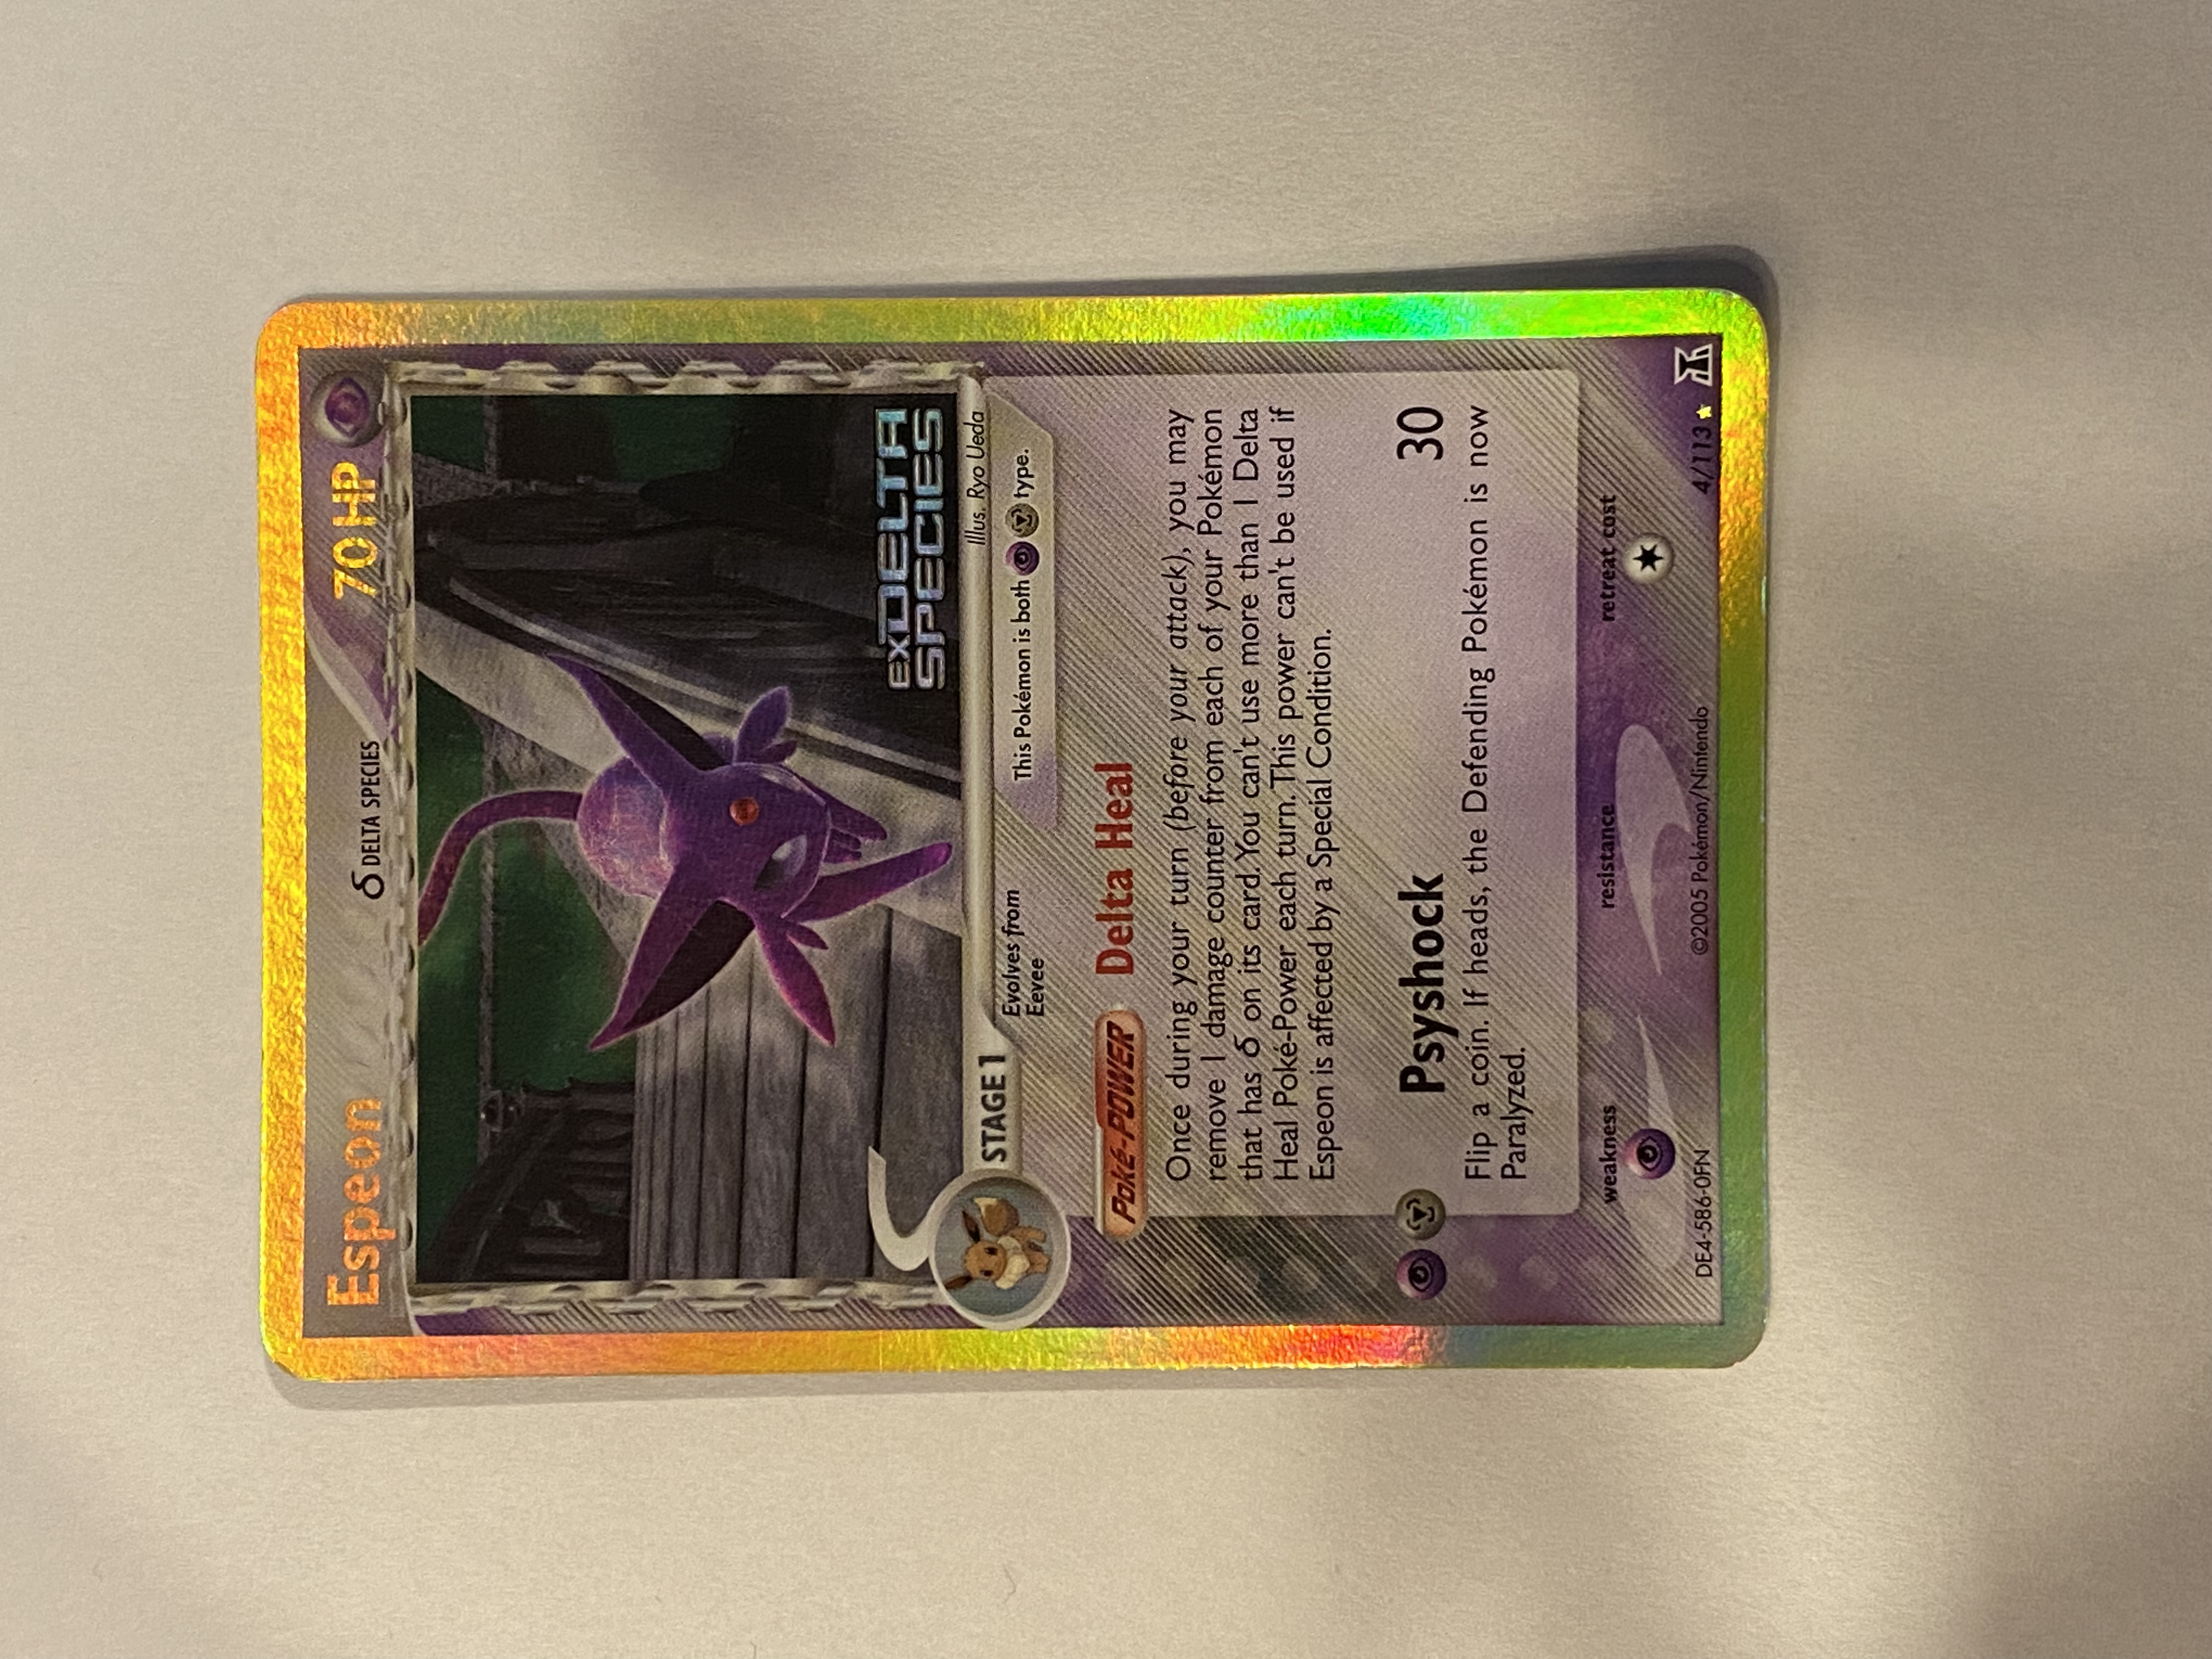 Espeon δ DELTA SPECIES 70 HP
exDELTA
SPECIES
Illus. Ryo Ueda
STAGE 1
Evolves from
Eevee
This Pokémon is both type.
Poké-POWER Delta Heal
Once during your turn (before your attack), you may
remove 1 damage counter from each of your Pokémon
that has δ on its card. You can't use more than 1 Delta
Heal Poké-Power each turn. This power can't be used if
Espeon is affected by a Special Condition.
Psyshock 30
Flip a coin. If heads, the Defending Pokémon is now
Paralyzed.
weakness resistance retreat cost
DE4-586-0FN ©2005 Pokémon/Nintendo 4/113